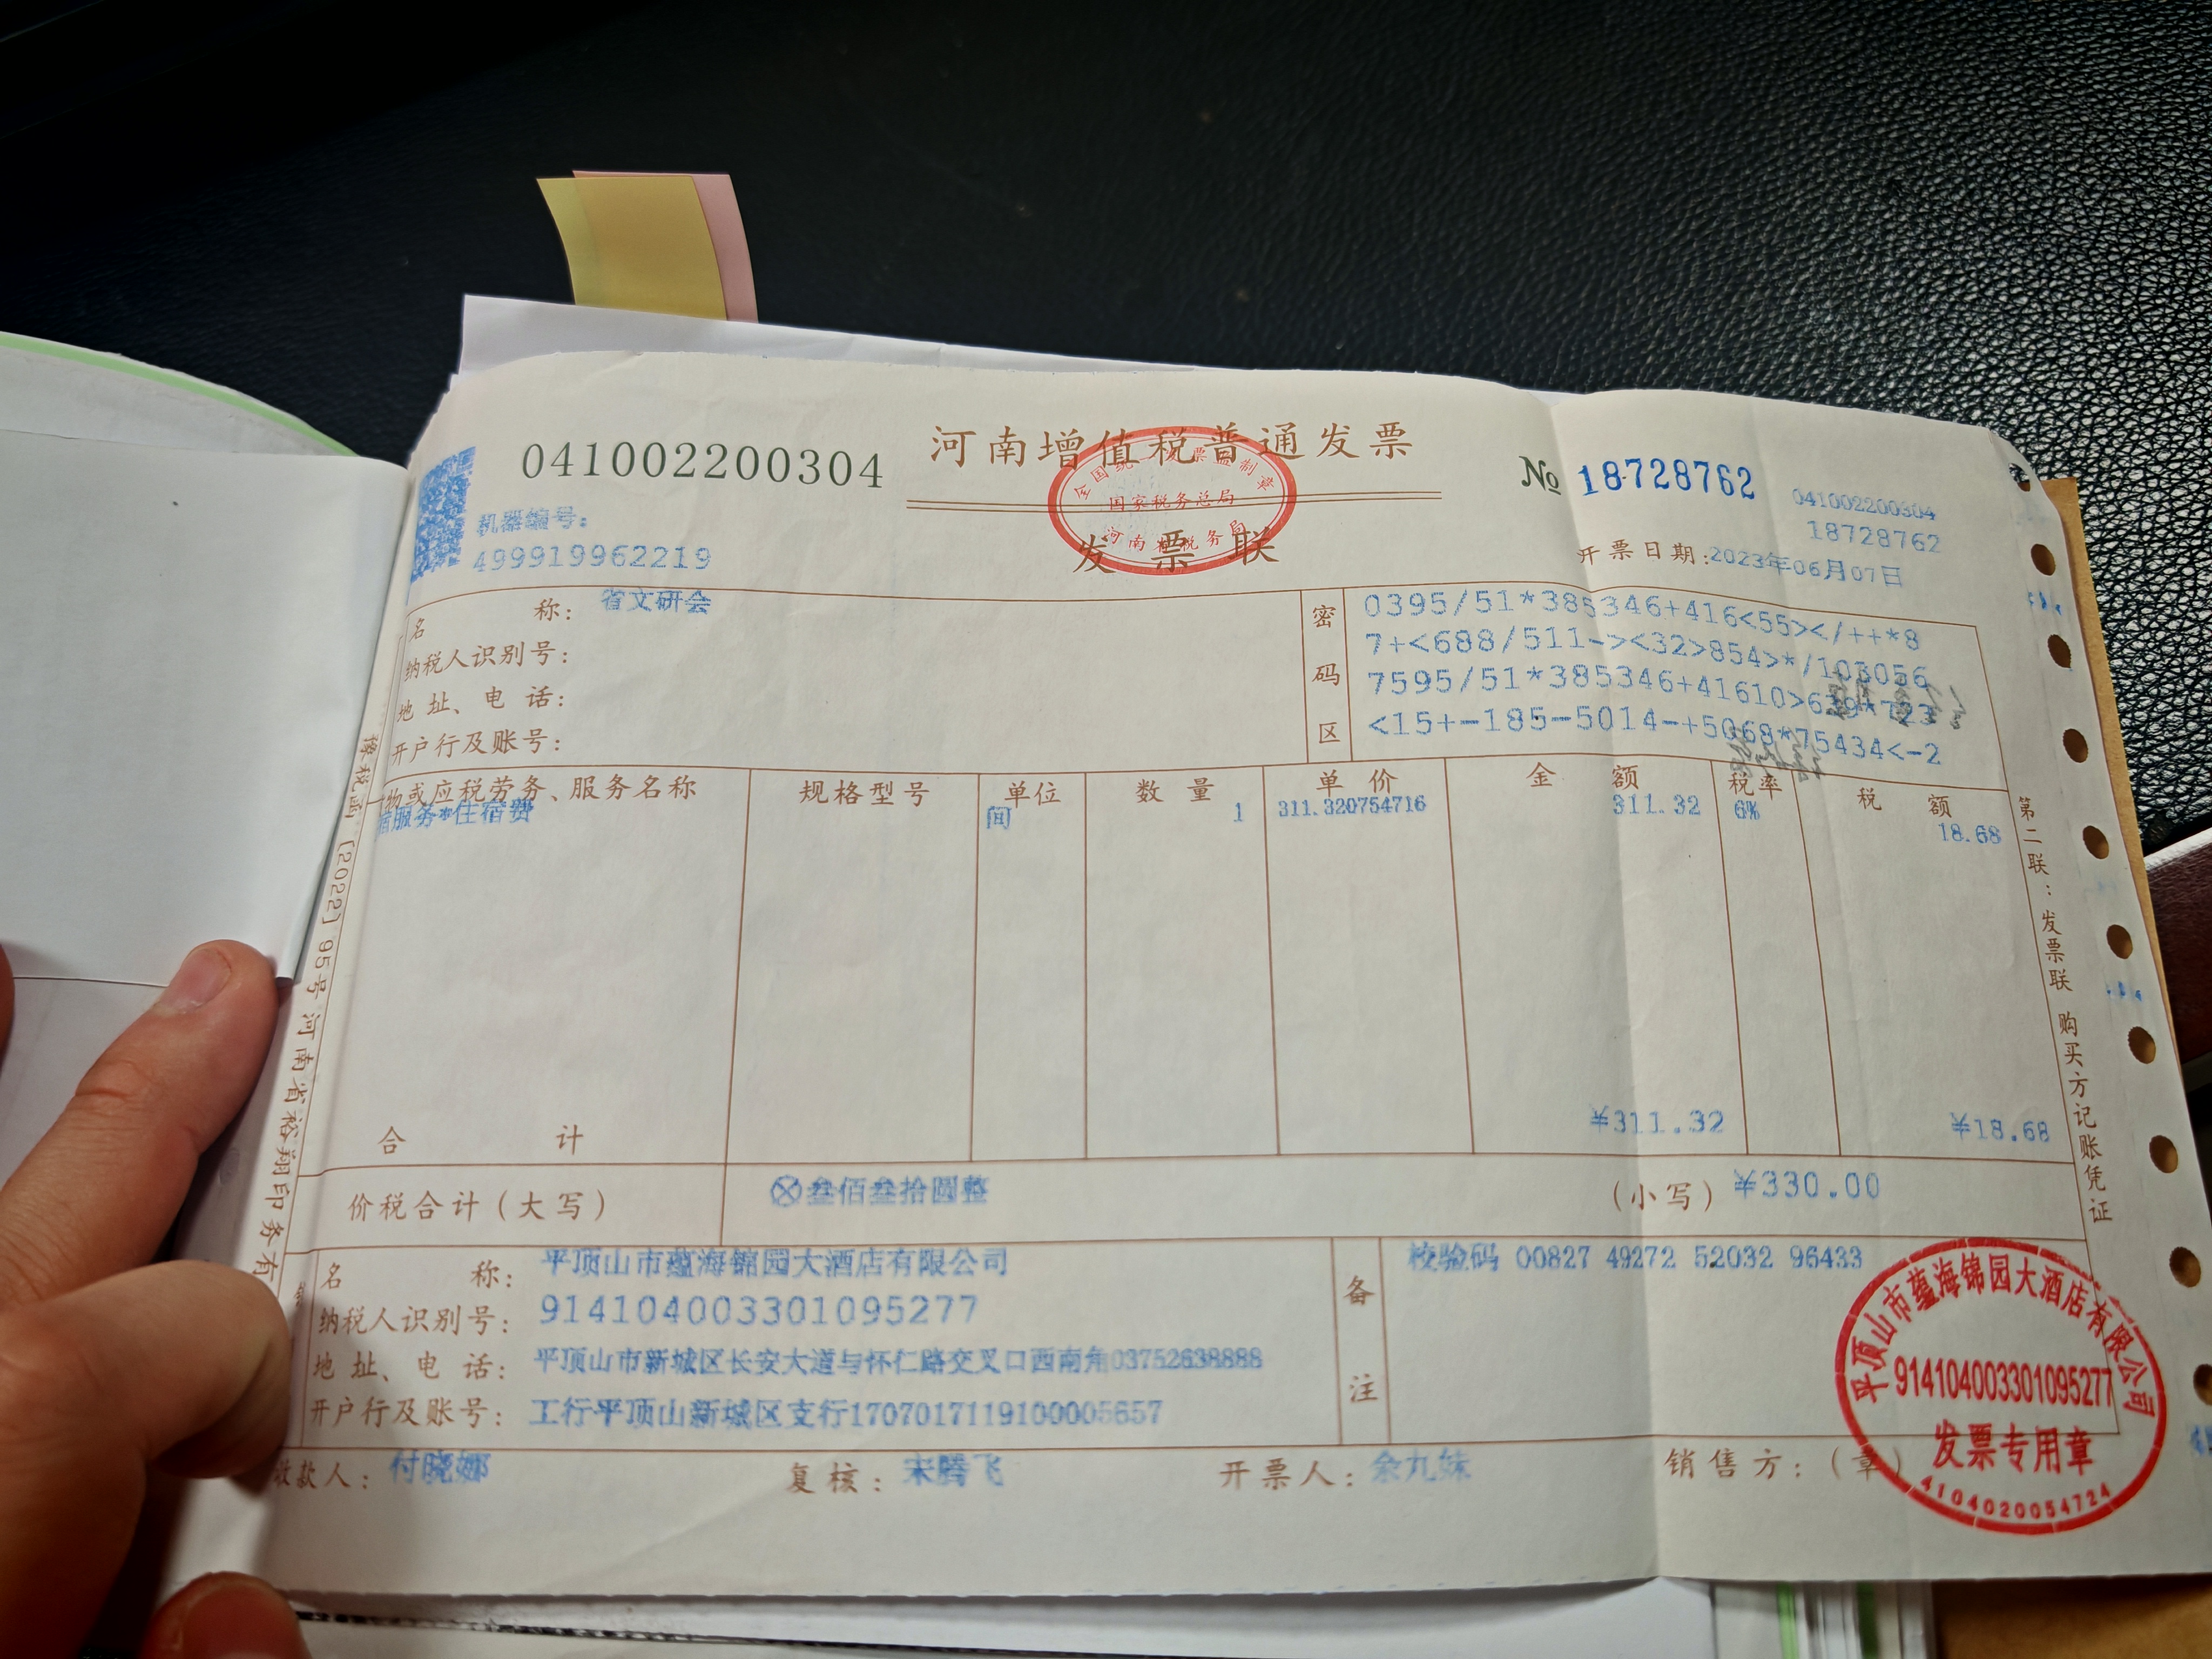 041002200304
河南增值税普通发票
全国统一发票监制章
国家税务总局
河南省税务局
发票联
№ 18728762
041002200304
18728762
机器编号:
499919962219
开票日期:2023年06月07日
名称: 省文研会
纳税人识别号:
地址、电话:
开户行及账号:
密码区
0395/51*385346+416<55></++*8
7+<688/511-><32>854>*/103056
7595/51*385346+41610>639*723
<15+-185-5014-+5068*75434<-2
物或应税劳务、服务名称 规格型号 单位 数量 单价 金额 税率 税额
宿服务*住宿费 间 1 311.320754716 311.32 6% 18.68
合计 ¥311.32 ¥18.68
价税合计(大写) ⊗叁佰叁拾圆整 (小写) ¥330.00
名称: 平顶山市蕴海锦园大酒店有限公司
纳税人识别号: 914104003301095277
地址、电话: 平顶山市新城区长安大道与怀仁路交叉口西南角03752638888
开户行及账号: 工行平顶山新城区支行1707017119100005657
备注
校验码 00827 49272 52032 96433
收款人: 付晓娜 复核: 宋腾飞 开票人: 余九妹 销售方:(章)
平顶山市蕴海锦园大酒店有限公司
914104003301095277
发票专用章
4104020054724
豫税函〔2022〕95号河南省裕翔印务有
第二联:发票联 购买方记账凭证